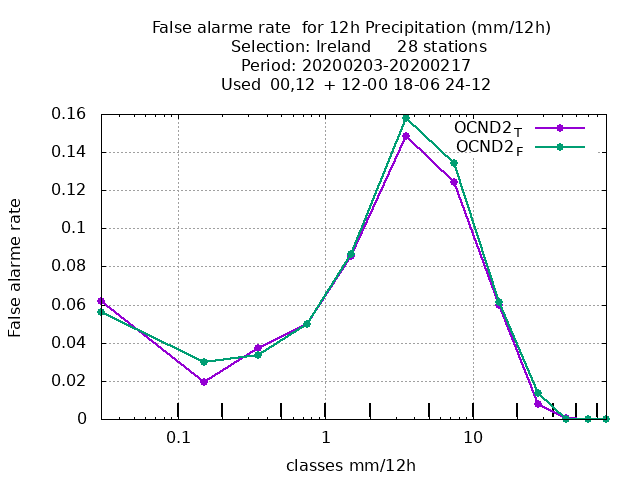 False alarme rate  for 12h Precipitation (mm/12h)
Selection: Ireland     28 stations
Period: 20200203-20200217
Used  00,12  + 12-00 18-06 24-12
OCND2T
OCND2F
0.16
0.14
0.12
0.1
0.08
0.06
0.04
0.02
0
False alarme rate
0.1
1
10
classes mm/12h